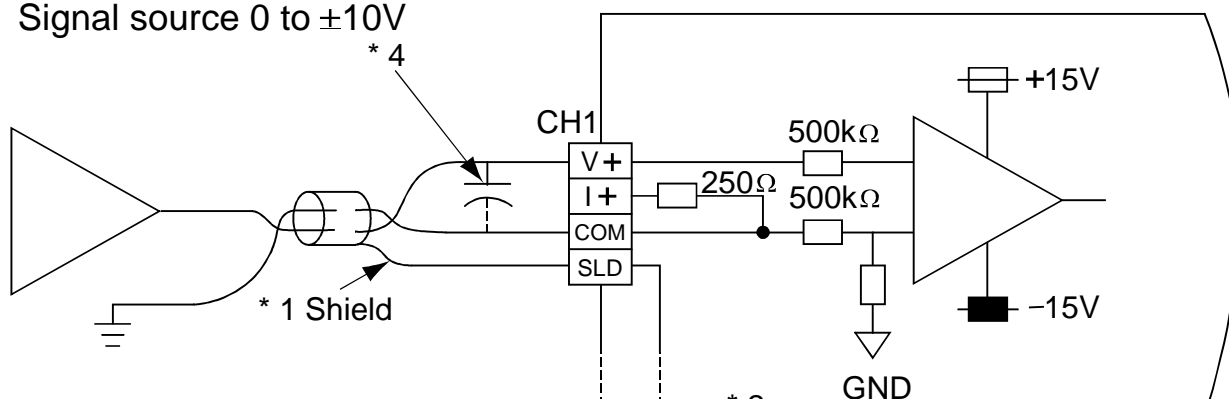 Signal source 0 to ±10V
* 4
CH1
V+
I+
COM
SLD
250Ω
500kΩ
500kΩ
+15V
−15V
* 1 Shield
GND